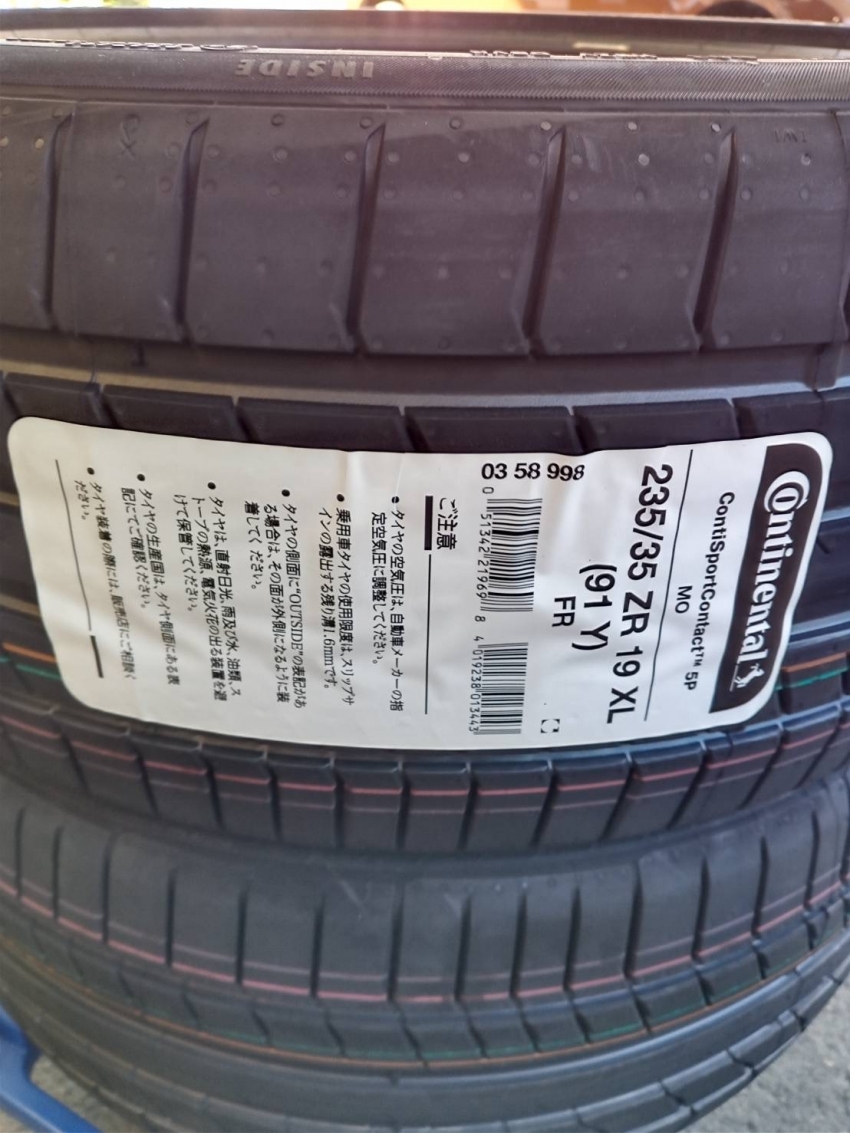 INSIDE
TWI
Continental
ContiSportContact™ 5P
MO
235/35 ZR 19 XL
(91 Y)
FR
03 58 998
0 51342 21969 8
4 019238 013443
ご注意
● タイヤの空気圧は、自動車メーカーの指
定空気圧に調整してください。
● 乗用車タイヤの使用限度は、スリップサ
インの露出する残り溝1.6mmです。
● タイヤの側面に"OUTSIDE"の表記があ
る場合は、その面が外側になるように装
着してください。
● タイヤは、直射日光、雨及び水、油類、ス
トーブの熱源、電気火花の出る装置を避
けて保管してください。
● タイヤの生産国は、タイヤ側面にある表
記にてご確認ください。
● タイヤ装着の際には、販売店にご相談く
ださい。